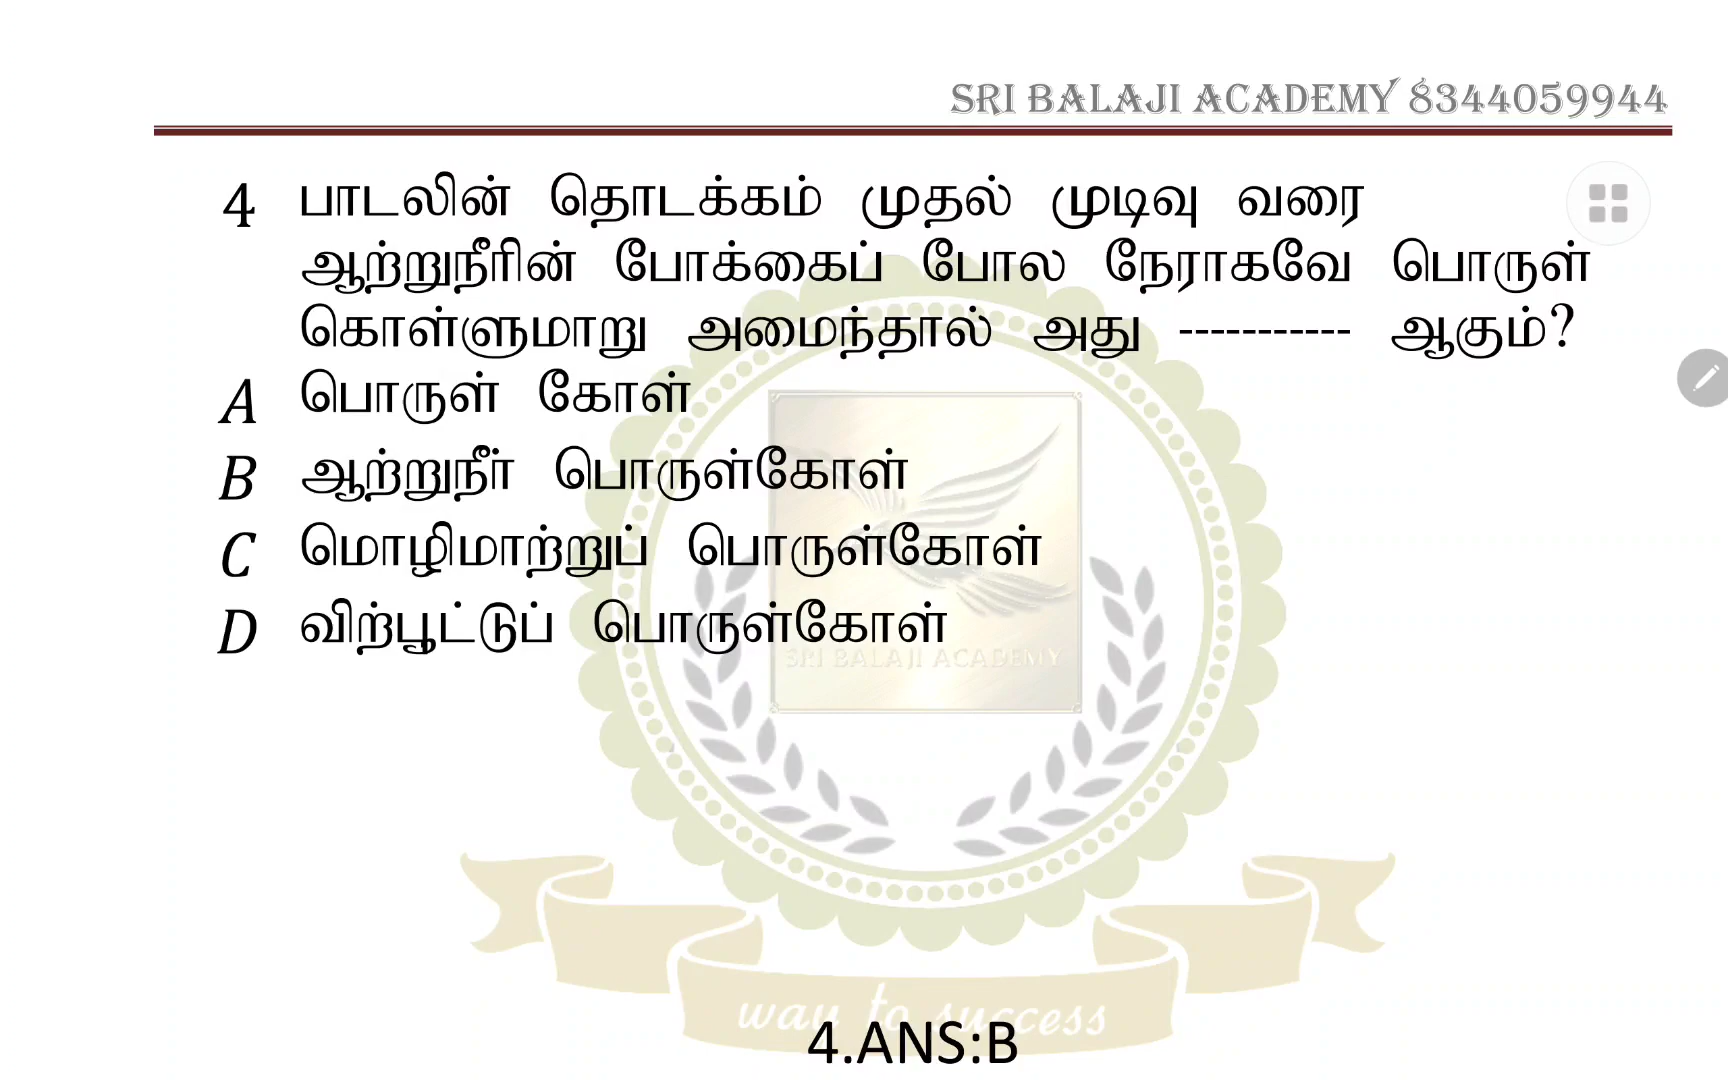 SRI BALAJI ACADEMY 8344059944
4 பாடலின் தொடக்கம் முதல் முடிவு வரை
ஆற்றுநீரின் போக்கைப் போல நேராகவே பொருள்
கொள்ளுமாறு அமைந்தால் அது ----------- ஆகும்?
A பொருள் கோள்
B ஆற்றுநீர் பொருள்கோள்
C மொழிமாற்றுப் பொருள்கோள்
D விற்பூட்டுப் பொருள்கோள்
SRI BALAJI ACADEMY
way to success
4.ANS:B